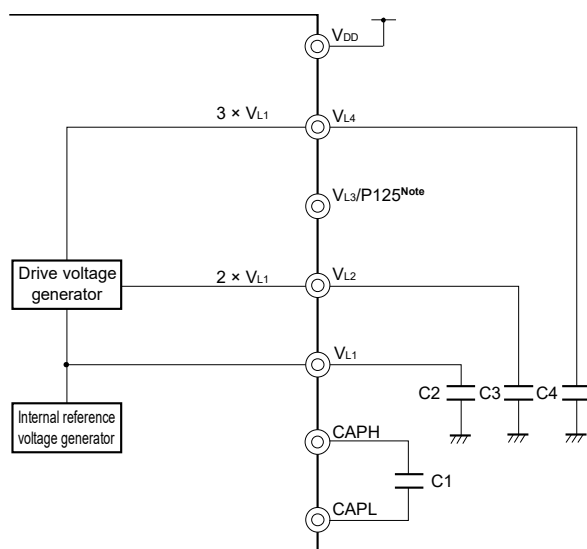 VDD
3 × VL1
VL4
VL3/P125Note
Drive voltage
generator
2 × VL1
VL2
VL1
C2
C3
C4
Internal reference
voltage generator
CAPH
C1
CAPL